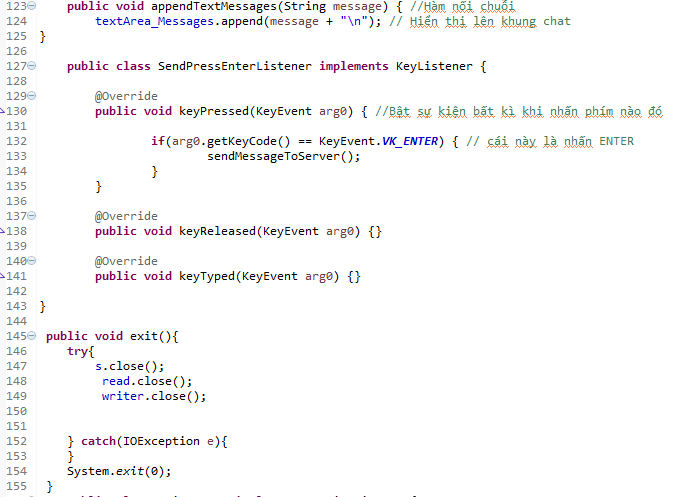 123 public void appendTextMessages(String message) { //Hàm nối chuỗi
124 textArea_Messages.append(message + "\n"); // Hiển thị lên khung chat
125 }
126
127 public class SendPressEnterListener implements KeyListener {
128
129 @Override
130 public void keyPressed(KeyEvent arg0) { //Bật sự kiện bất kì khi nhấn phím nào đó
131
132 if(arg0.getKeyCode() == KeyEvent.VK_ENTER) { // cái này là nhấn ENTER
133 sendMessageToServer();
134 }
135 }
136
137 @Override
138 public void keyReleased(KeyEvent arg0) {}
139
140 @Override
141 public void keyTyped(KeyEvent arg0) {}
142
143 }
144
145 public void exit(){
146 try{
147 s.close();
148 read.close();
149 writer.close();
150
151
152 } catch(IOException e){
153 }
154 System.exit(0);
155 }